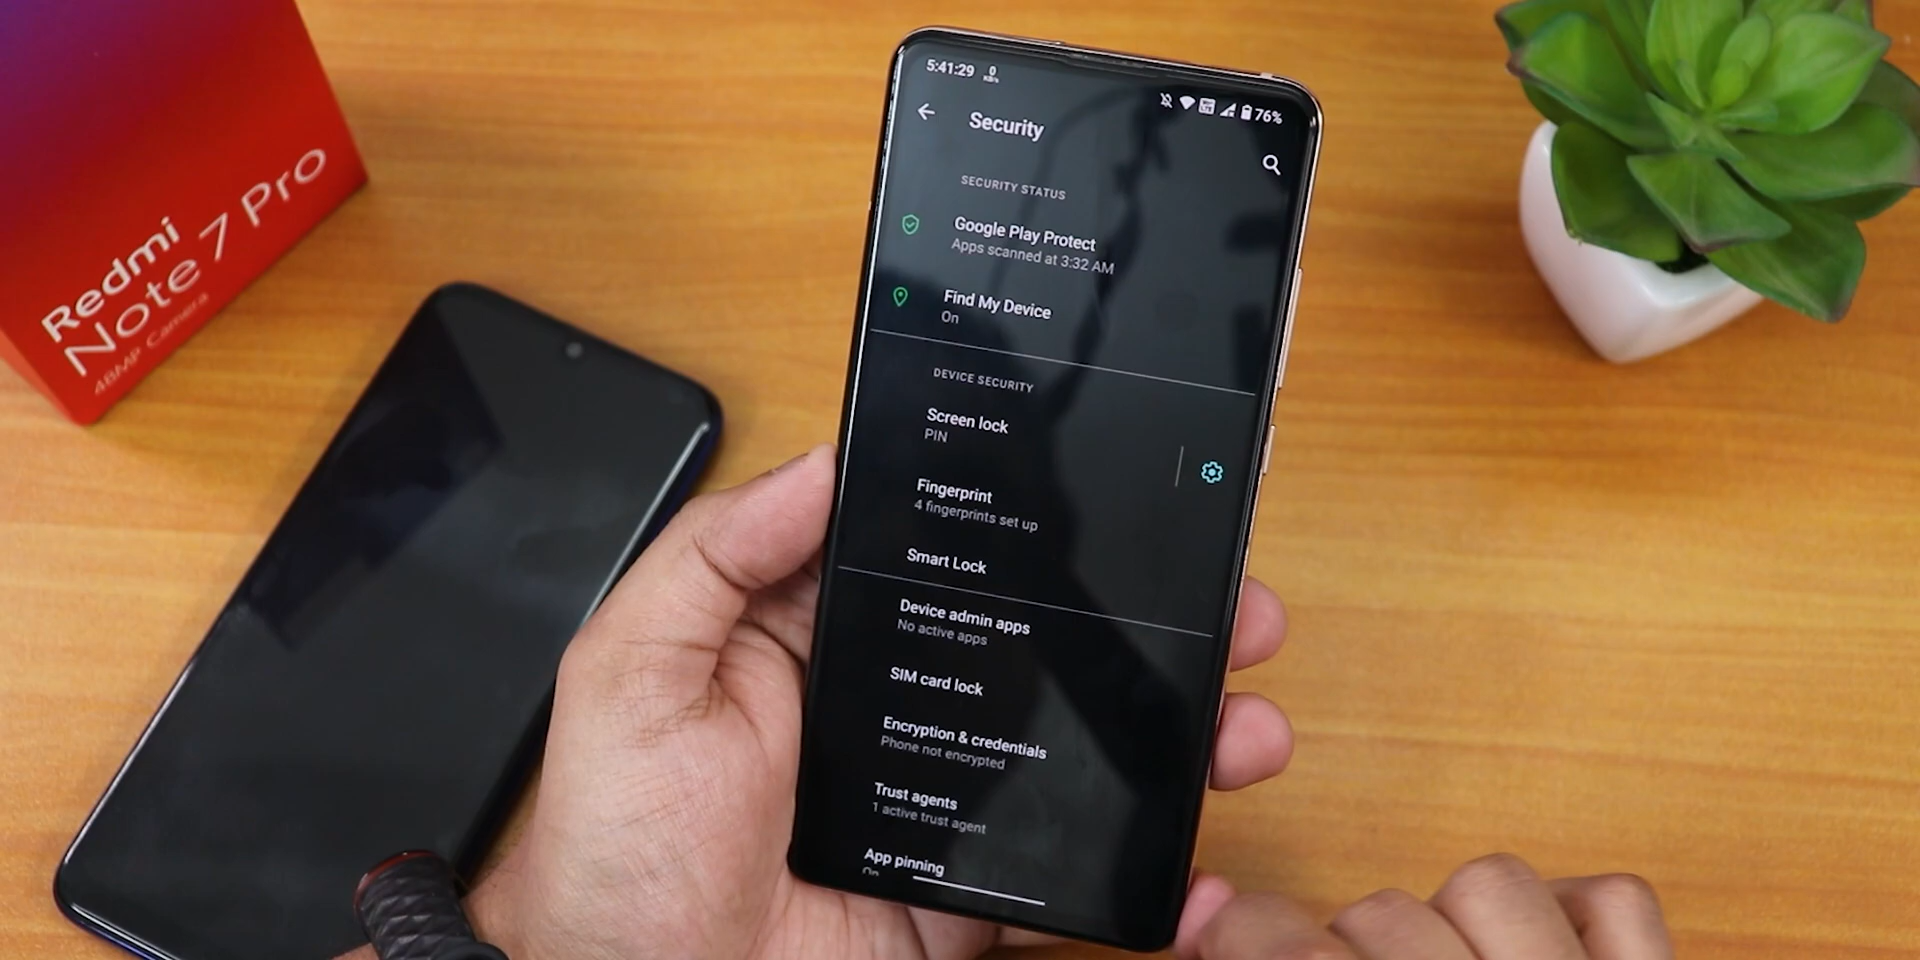 Redmi
Note 7 Pro
48MP Camera
5:41:29 0 KB/s
76%
Security
SECURITY STATUS
Google Play Protect
Apps scanned at 3:32 AM
Find My Device
On
DEVICE SECURITY
Screen lock
PIN
Fingerprint
4 fingerprints set up
Smart Lock
Device admin apps
No active apps
SIM card lock
Encryption & credentials
Phone not encrypted
Trust agents
1 active trust agent
App pinning
On